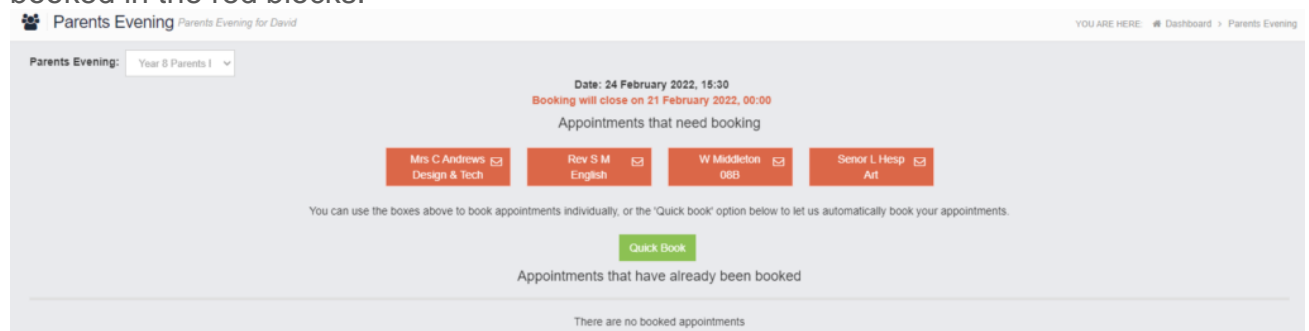 booked in the red blocks.
Parents Evening Parents Evening for David
YOU ARE HERE: Dashboard > Parents Evening
Parents Evening: Year 8 Parents I
Date: 24 February 2022, 15:30
Booking will close on 21 February 2022, 00:00
Appointments that need booking
Mrs C Andrews
Design & Tech
Rev S M
English
W Middleton
08B
Senor L Hesp
Art
You can use the boxes above to book appointments individually, or the 'Quick book' option below to let us automatically book your appointments.
Quick Book
Appointments that have already been booked
There are no booked appointments